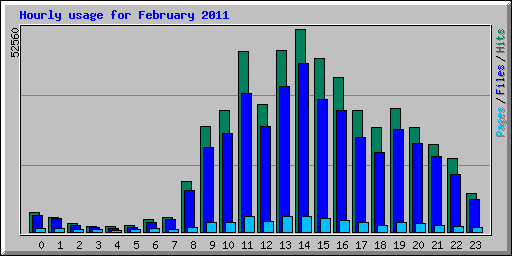 Hourly usage for February 2011
52560
Pages / Files / Hits
0 1 2 3 4 5 6 7 8 9 10 11 12 13 14 15 16 17 18 19 20 21 22 23